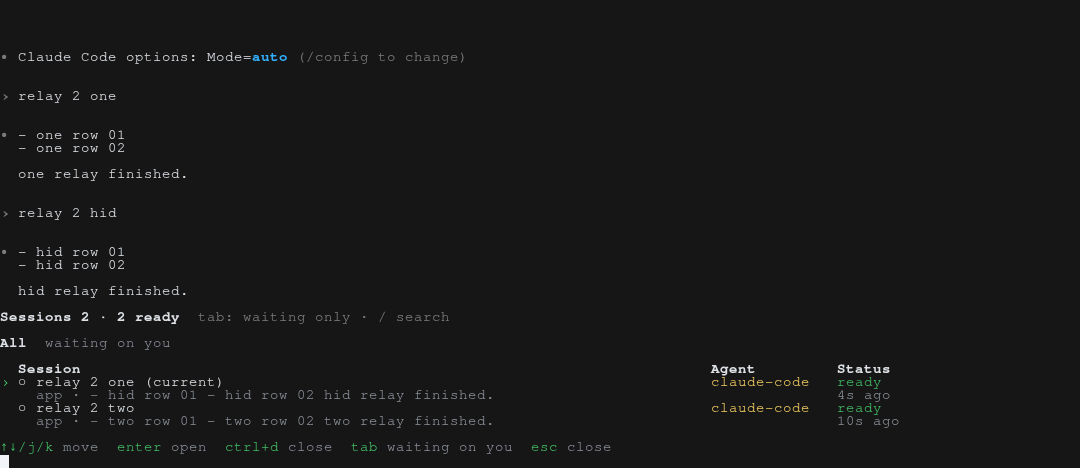 • Claude Code options: Mode=auto (/config to change)
› relay 2 one
• - one row 01
- one row 02
one relay finished.
› relay 2 hid
• - hid row 01
- hid row 02
hid relay finished.
Sessions 2 · 2 ready  tab: waiting only · / search
All  waiting on you
Session  Agent  Status
› ○ relay 2 one (current)  claude-code  ready
app · - hid row 01 - hid row 02 hid relay finished.  4s ago
○ relay 2 two  claude-code  ready
app · - two row 01 - two row 02 two relay finished.  10s ago
↑↓/j/k move  enter open  ctrl+d close  tab waiting on you  esc close